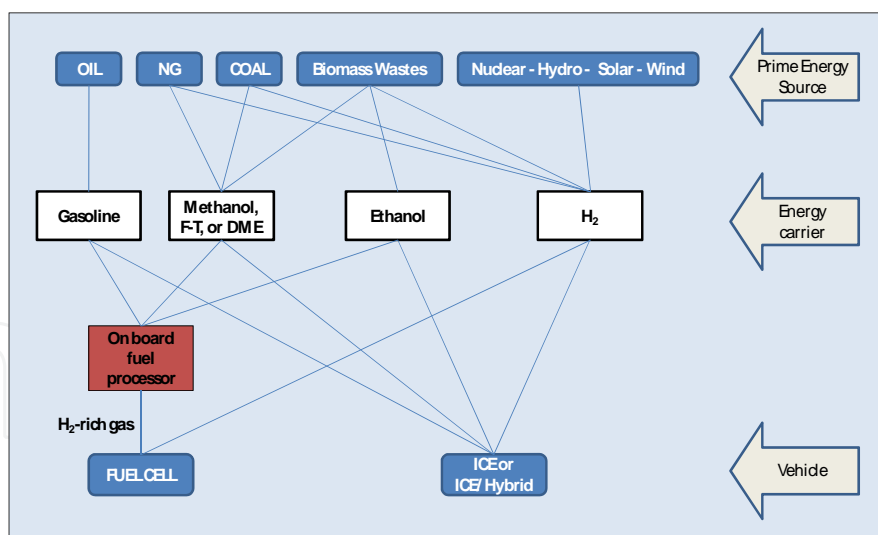 OIL
NG
COAL
Biomass Wastes
Nuclear - Hydro - Solar - Wind
Prime Energy
Source
Gasoline
Methanol,
F-T, or DME
Ethanol
H₂
Energy
carrier
On board
fuel
processor
H₂-rich gas
FUEL CELL
ICE or
ICE/ Hybrid
Vehicle